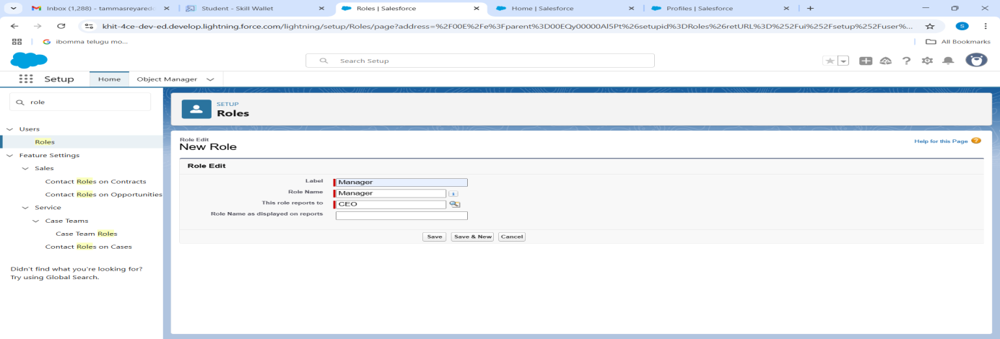 Inbox (1,288) - tammasreyaredd
Student - Skill Wallet
Roles | Salesforce
Home | Salesforce
Profiles | Salesforce
khit-4ce-dev-ed.develop.lightning.force.com/lightning/setup/Roles/page?address=%2F00E%2Fe%3Fparent%3D00EQy00000Al5Pt%26setupid%3DRoles%26retURL%3D%252Fui%252Fsetup%252Fuser%...
S
ibomma telugu mo...
All Bookmarks
Search Setup
Setup
Home
Object Manager
role
Users
Roles
Feature Settings
Sales
Contact Roles on Contracts
Contact Roles on Opportunities
Service
Case Teams
Case Team Roles
Contact Roles on Cases
Didn't find what you're looking for?
Try using Global Search.
SETUP
Roles
Role Edit
New Role
Help for this Page
Role Edit
Label Manager
Role Name Manager
This role reports to CEO
Role Name as displayed on reports
Save Save & New Cancel